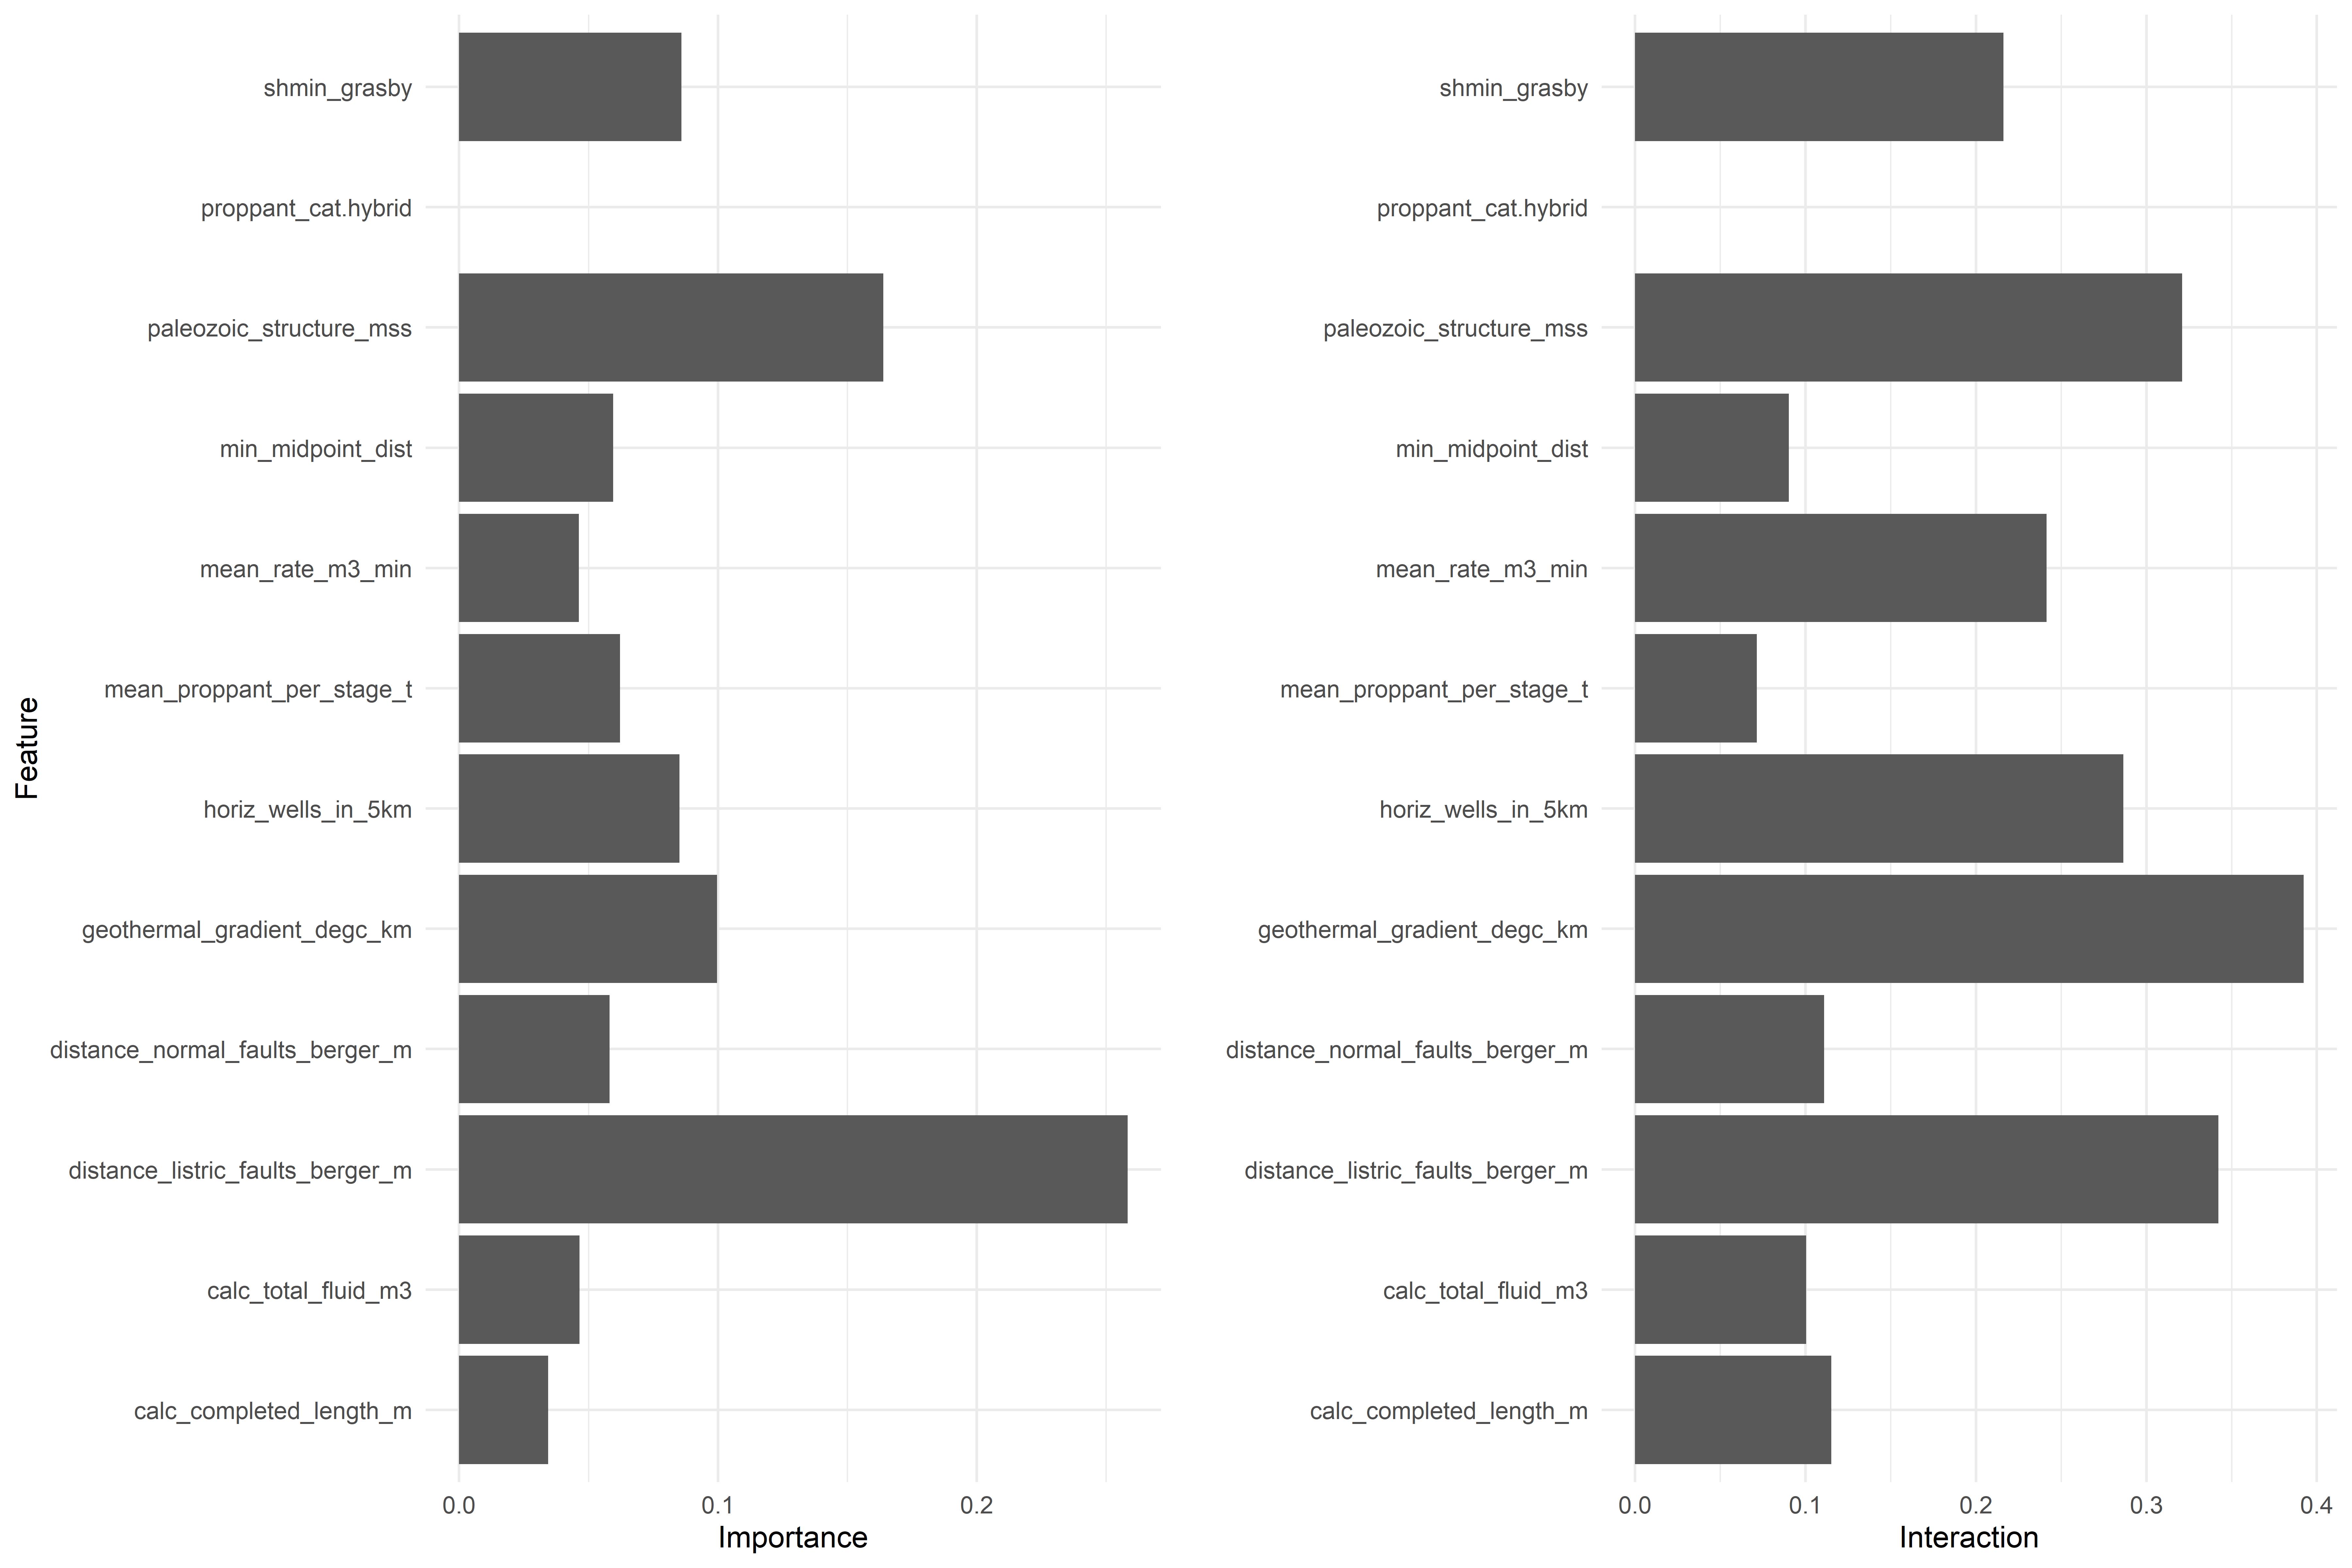 Feature
shmin_grasby
proppant_cat.hybrid
paleozoic_structure_mss
min_midpoint_dist
mean_rate_m3_min
mean_proppant_per_stage_t
horiz_wells_in_5km
geothermal_gradient_degc_km
distance_normal_faults_berger_m
distance_listric_faults_berger_m
calc_total_fluid_m3
calc_completed_length_m
0.0 0.1 0.2
Importance
shmin_grasby
proppant_cat.hybrid
paleozoic_structure_mss
min_midpoint_dist
mean_rate_m3_min
mean_proppant_per_stage_t
horiz_wells_in_5km
geothermal_gradient_degc_km
distance_normal_faults_berger_m
distance_listric_faults_berger_m
calc_total_fluid_m3
calc_completed_length_m
0.0 0.1 0.2 0.3 0.4
Interaction